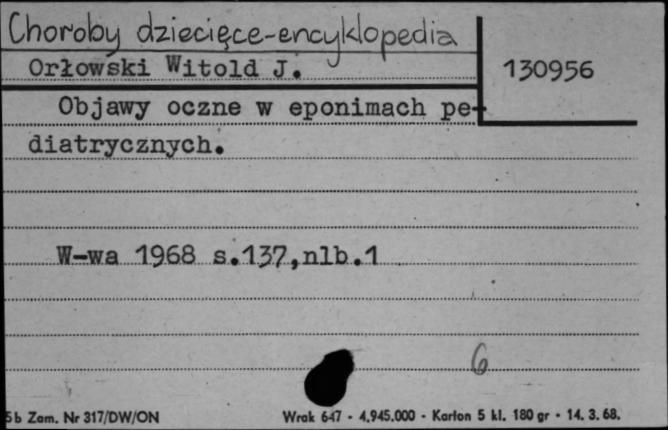 Choroby dziecięce-encyklopedia
Orłowski Witold J.
130956
Objawy oczne w eponimach pe-
diatrycznych.
W-wa 1968 s.137,nlb.1
6
5b Zam. Nr 317/DW/ON
Wrak 647 - 4.945.000 - Karton 5 kl. 180 gr - 14. 3. 68.